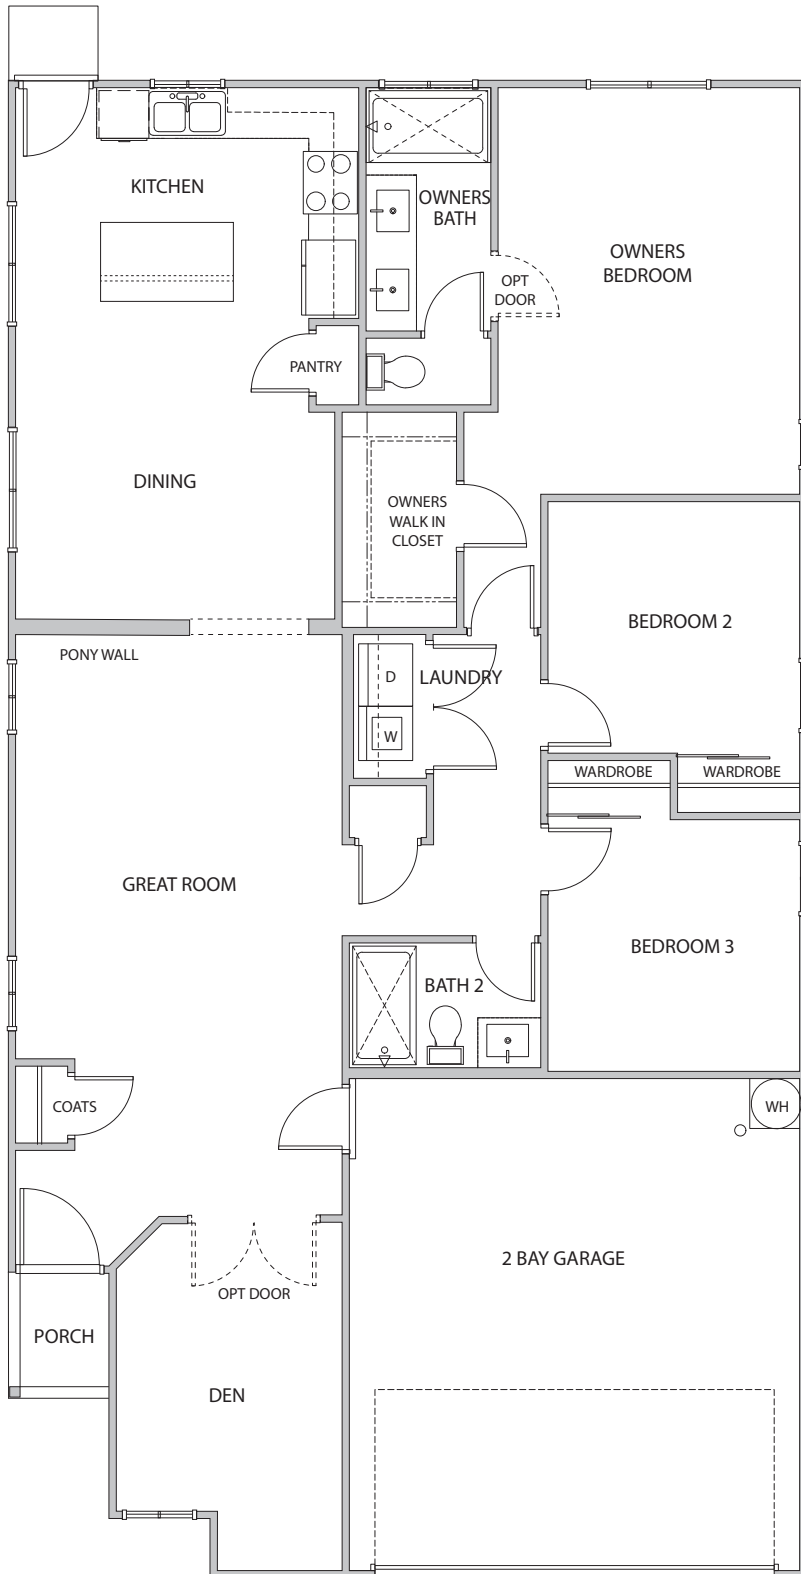 KITCHEN
OWNERS
BATH
OWNERS
BEDROOM
OPT
DOOR
PANTRY
DINING
OWNERS
WALK IN
CLOSET
BEDROOM 2
PONY WALL
D
LAUNDRY
W
WARDROBE
WARDROBE
GREAT ROOM
BEDROOM 3
BATH 2
COATS
WH
2 BAY GARAGE
OPT DOOR
PORCH
DEN